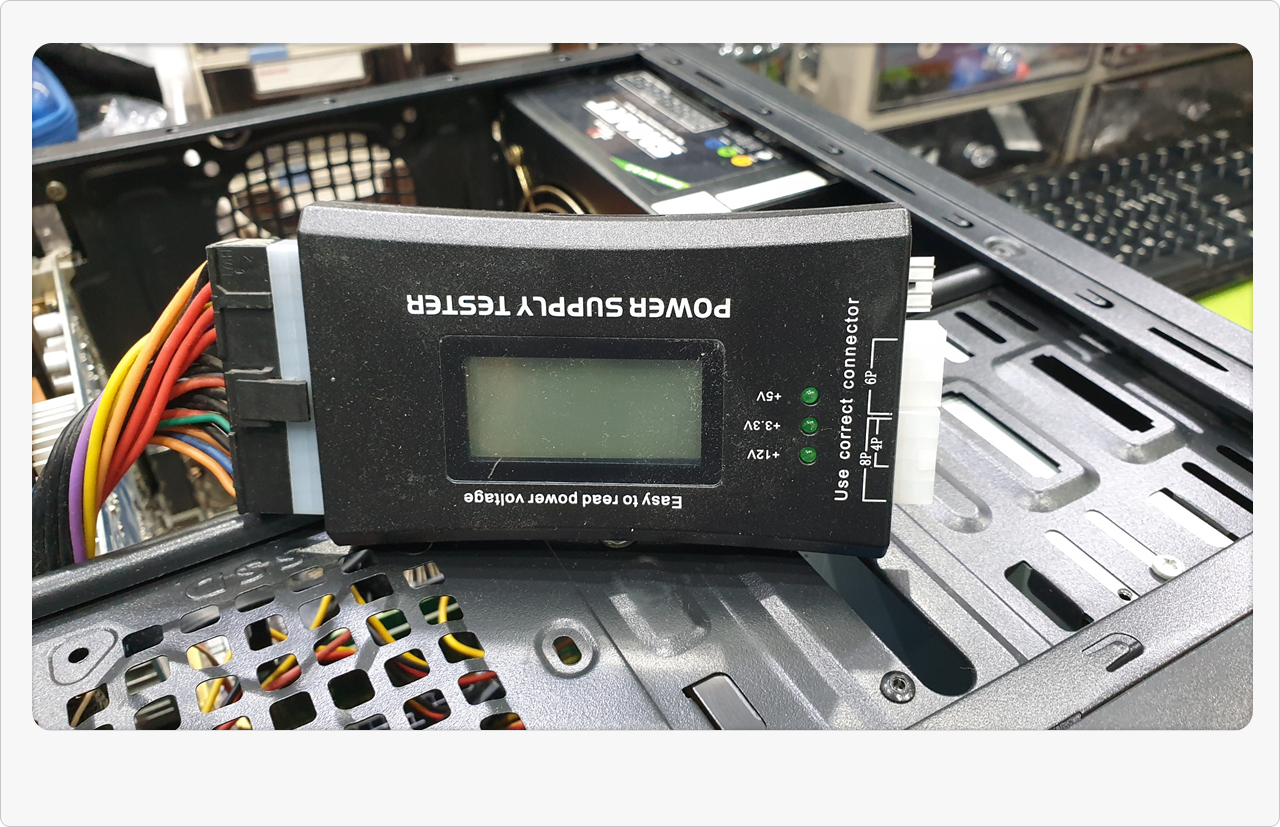 POWER SUPPLY TESTER
+5V
+3.3V
+12V
Easy to read power voltage
Use correct connector
6P
4P
8P